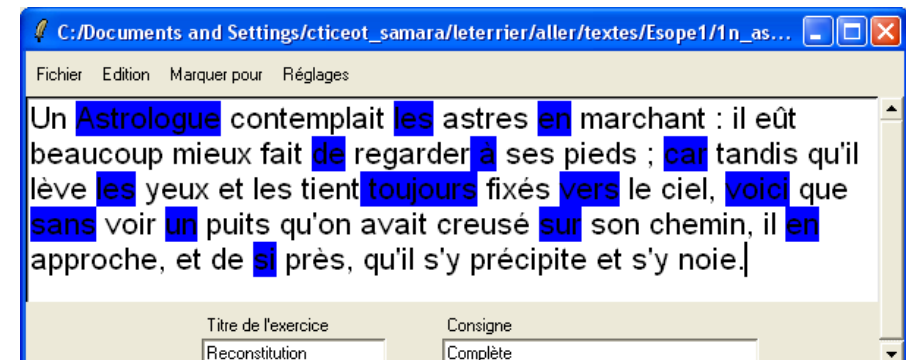 C:/Documents and Settings/cticeot_samara/leterrier/aller/textes/Esope1/1n_as...
Fichier Edition Marquer pour Réglages
Un Astrologue contemplait les astres en marchant : il eût
beaucoup mieux fait de regarder à ses pieds ; car tandis qu'il
lève les yeux et les tient toujours fixés vers le ciel, voici que
sans voir un puits qu'on avait creusé sur son chemin, il en
approche, et de si près, qu'il s'y précipite et s'y noie.
Titre de l'exercice Consigne
Reconstitution Complète